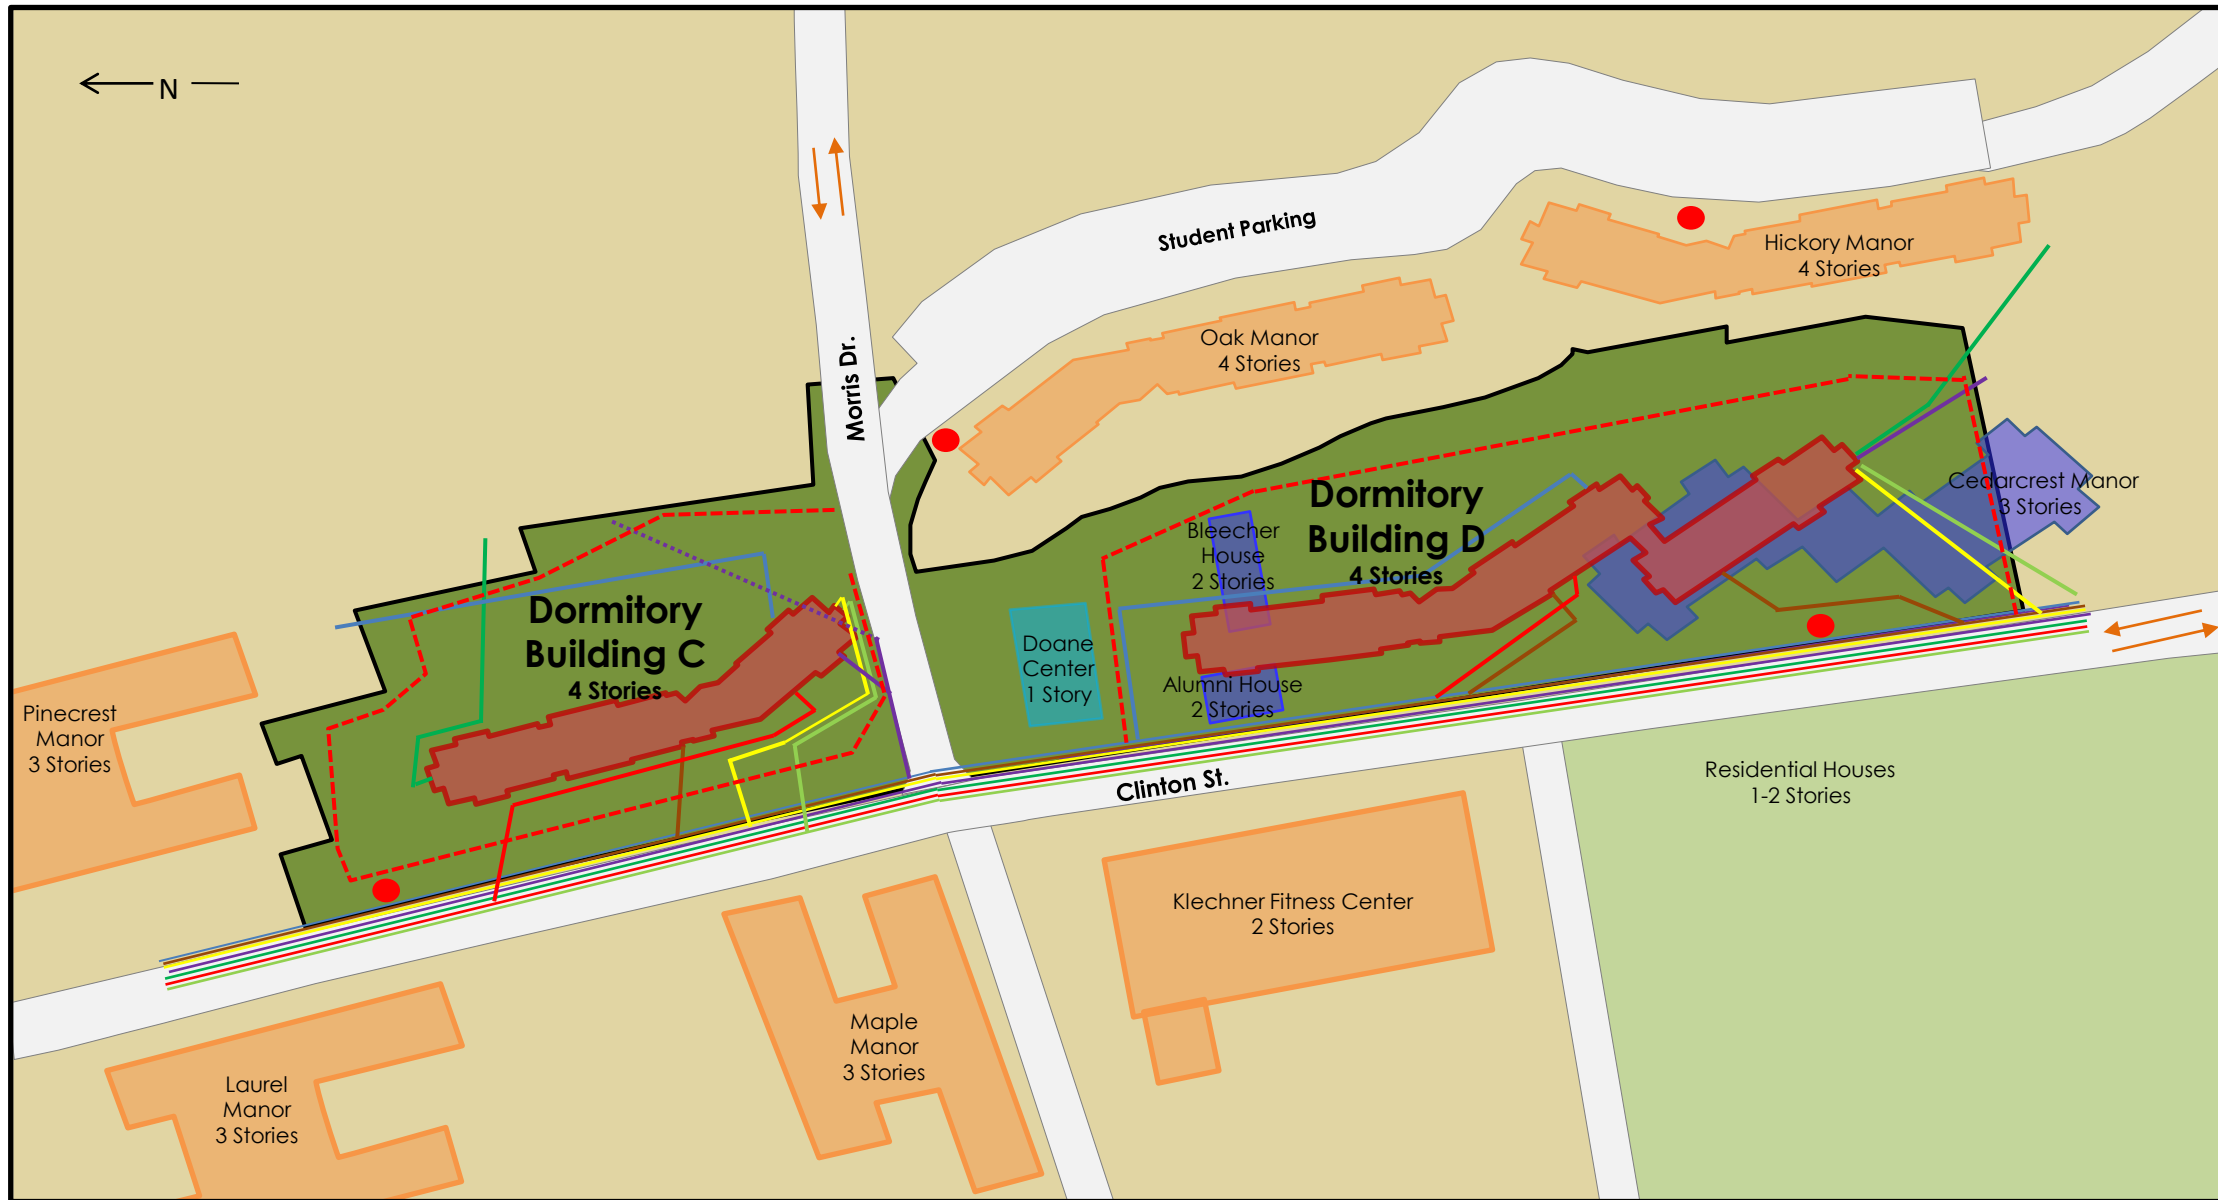 N
Morris Dr.
Student Parking
Hickory Manor
4 Stories
Oak Manor
4 Stories
Cedarcrest Manor
3 Stories
Dormitory
Building D
4 Stories
Bleecher
House
2 Stories
Dormitory
Building C
4 Stories
Doane
Center
1 Story
Alumni House
2 Stories
Pinecrest
Manor
3 Stories
Clinton St.
Residential Houses
1-2 Stories
Klechner Fitness Center
2 Stories
Maple
Manor
3 Stories
Laurel
Manor
3 Stories